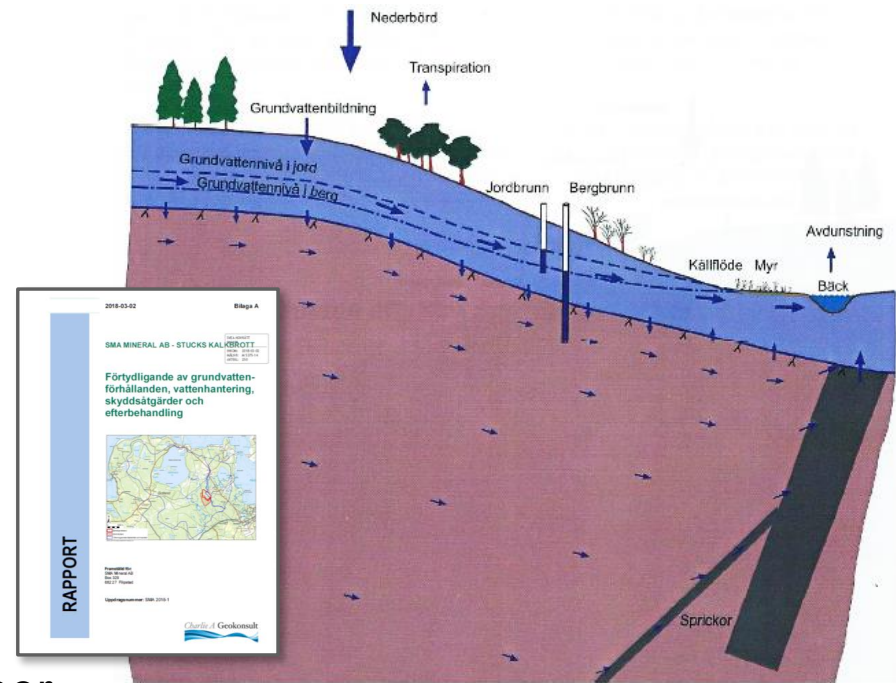 Nederbörd
Transpiration
Grundvattenbildning
Grundvattennivå i jord
Grundvattennivå i berg
Jordbrunn
Bergbrunn
Avdunstning
Källflöde
Myr
Bäck
Sprickor
2018-03-02
Bilaga A
SMA MINERAL AB - STUCKS KALKBROTT
Förtydligande av grundvatten-
förhållanden, vattenhantering,
skyddsåtgärder och
efterbehandling
RAPPORT
Framställd för
SMA Mineral AB
Uppdragsnummer: SMA 2018-1
Charlie A Geokonsult